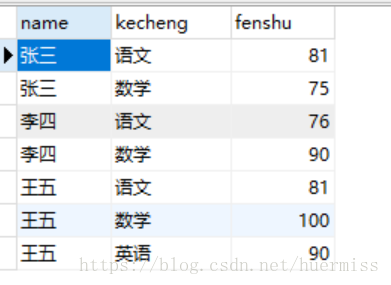 name kecheng fenshu
张三 语文 81
张三 数学 75
李四 语文 76
李四 数学 90
王五 语文 81
王五 数学 100
王五 英语 90
https://blog.csdn.net/huermiss